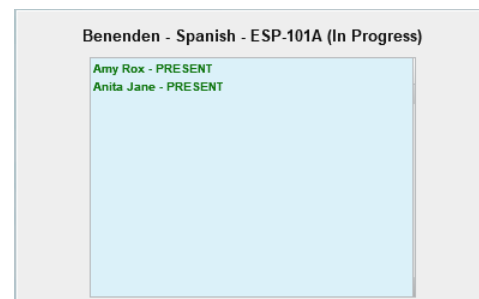 Benenden - Spanish - ESP-101A (In Progress)
Amy Rox - PRESENT
Anita Jane - PRESENT